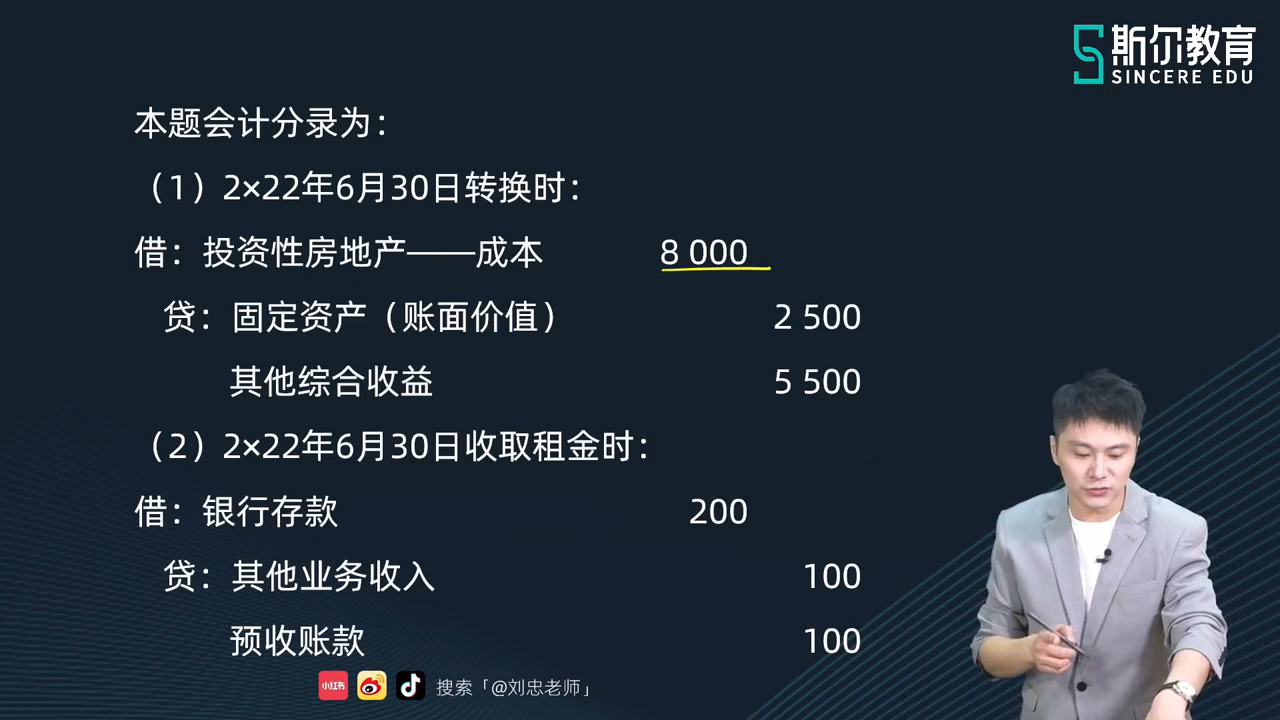 斯尔教育
SINCERE EDU
本题会计分录为：
（1）2×22年6月30日转换时：
借：投资性房地产——成本 8 000
贷：固定资产（账面价值） 2 500
其他综合收益 5 500
（2）2×22年6月30日收取租金时：
借：银行存款 200
贷：其他业务收入 100
预收账款 100
小红书 搜索「@刘忠老师」